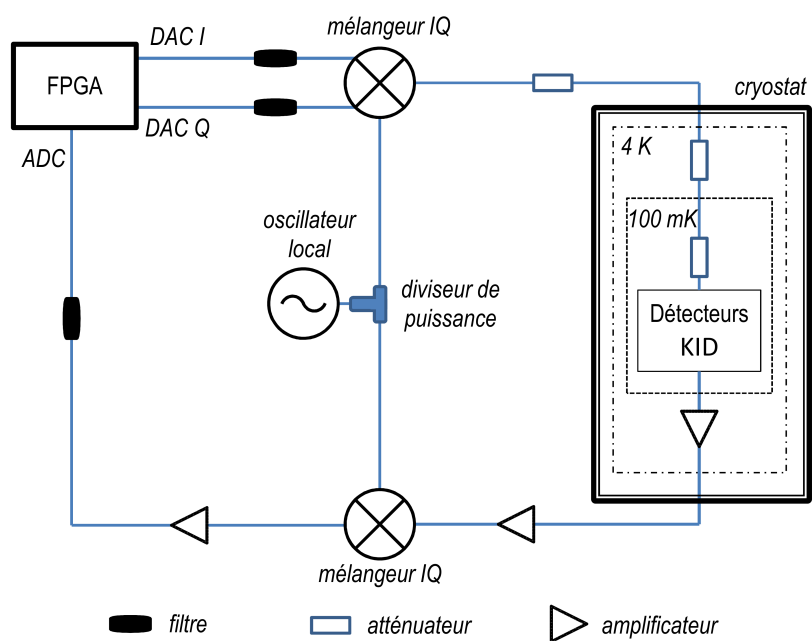 mélangeur IQ
DAC I
FPGA
DAC Q
ADC
cryostat
4 K
100 mK
oscillateur
local
diviseur de
puissance
Détecteurs
KID
mélangeur IQ
filtre
atténuateur
amplificateur